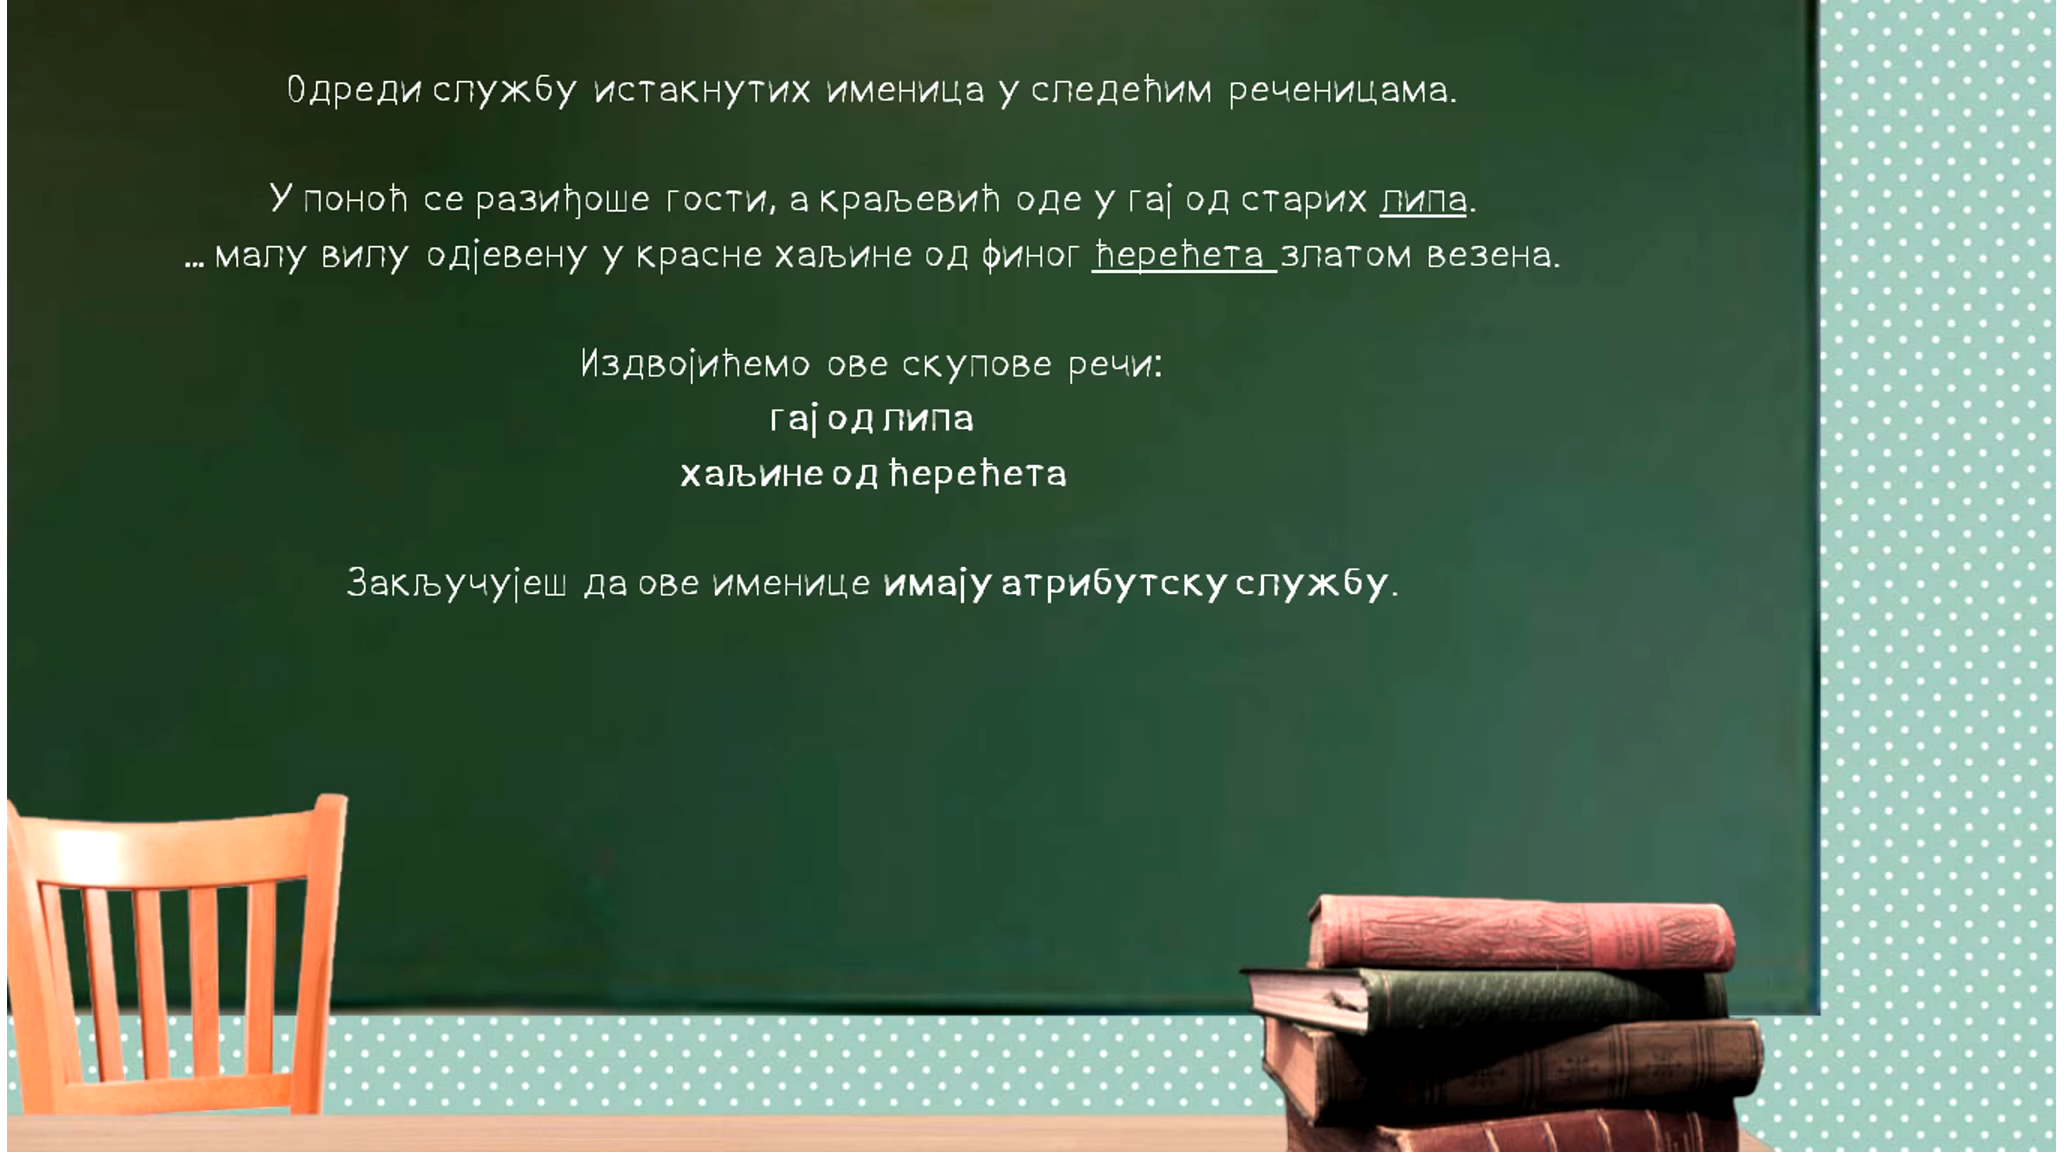 Одреди службу истакнутих именица у следећим реченицама.
У поноћ се разиђоше гости, а краљевић оде у гај од старих липа.
... малу вилу одјевену у красне хаљине од финог ћерећета златом везена.
Издвојићемо ове скупове речи:
гај од липа
хаљине од ћерећета
Закључујеш да ове именице имају атрибутску службу.